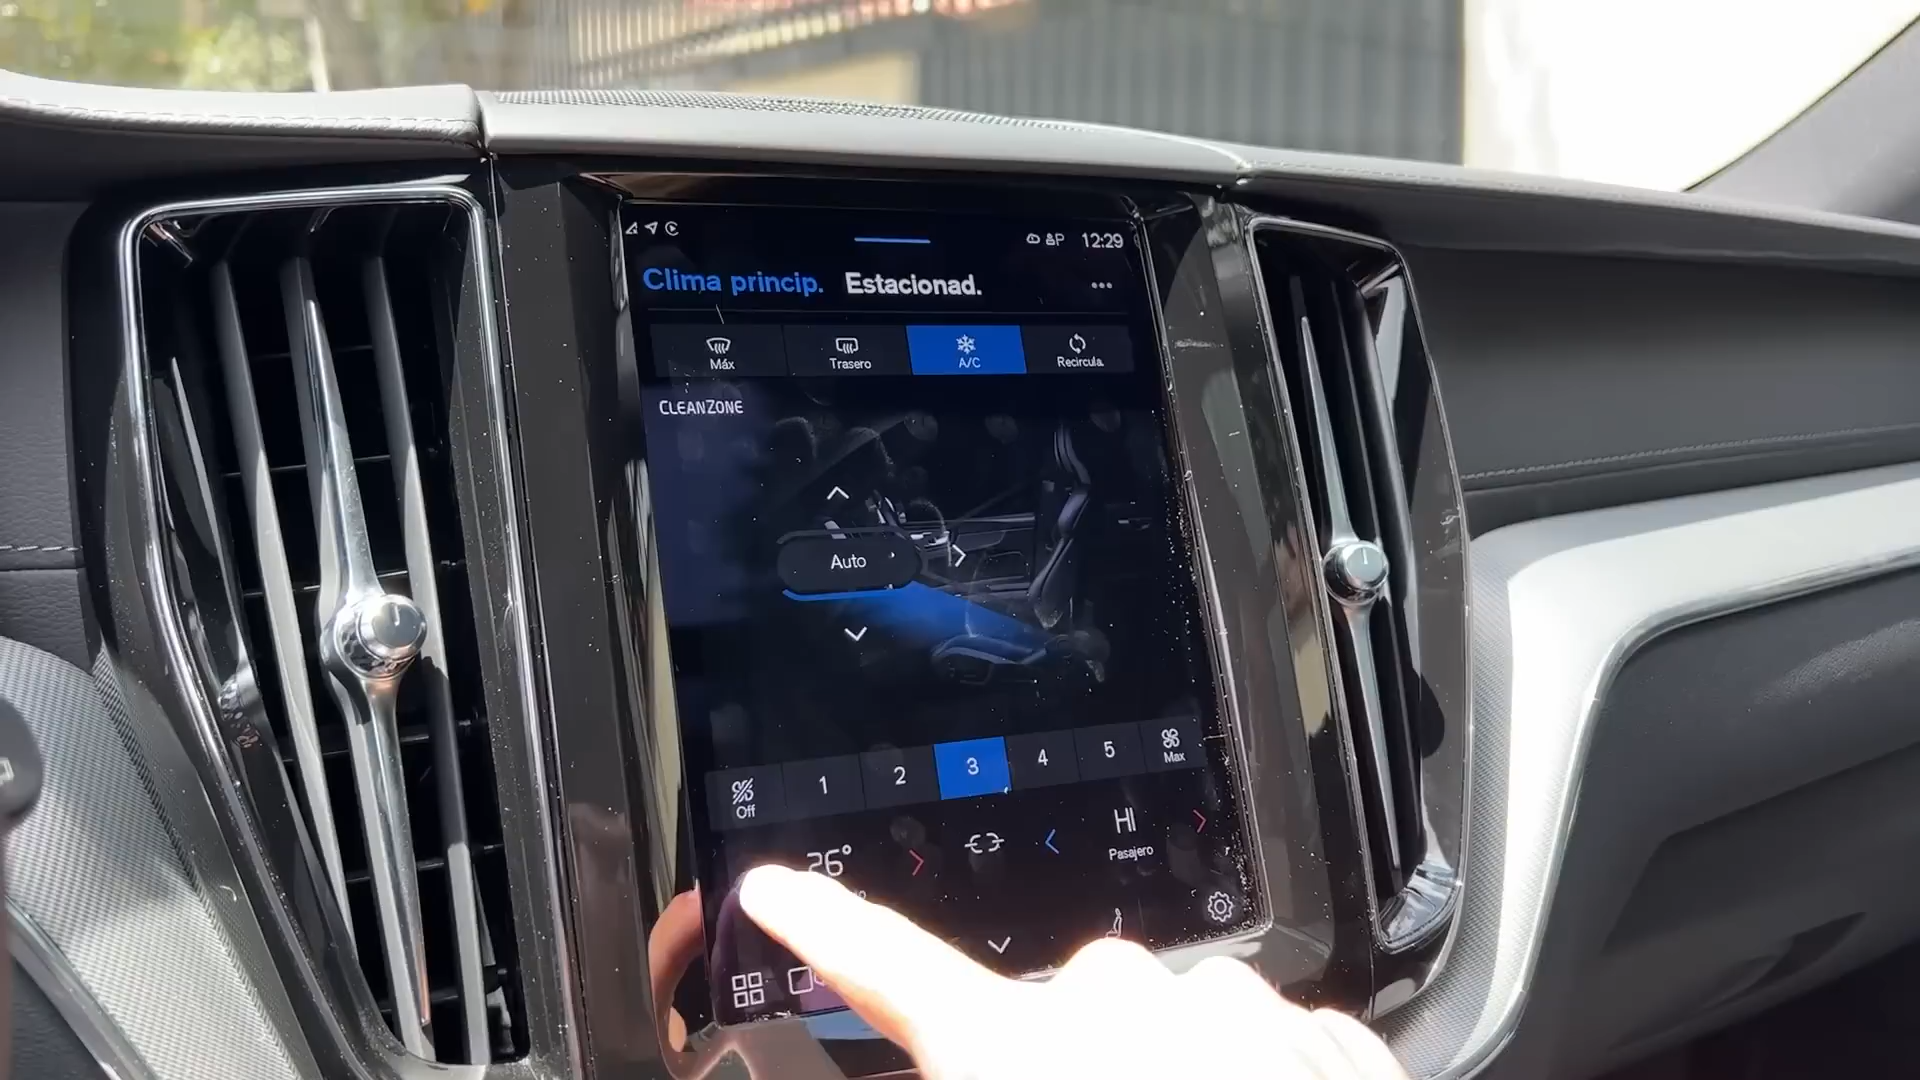 12:29
Clima princip. Estacionad.
Máx Trasero A/C Recircula.
CLEANZONE
Auto
Off 1 2 3 4 5 Max
26° HI
Pasajero